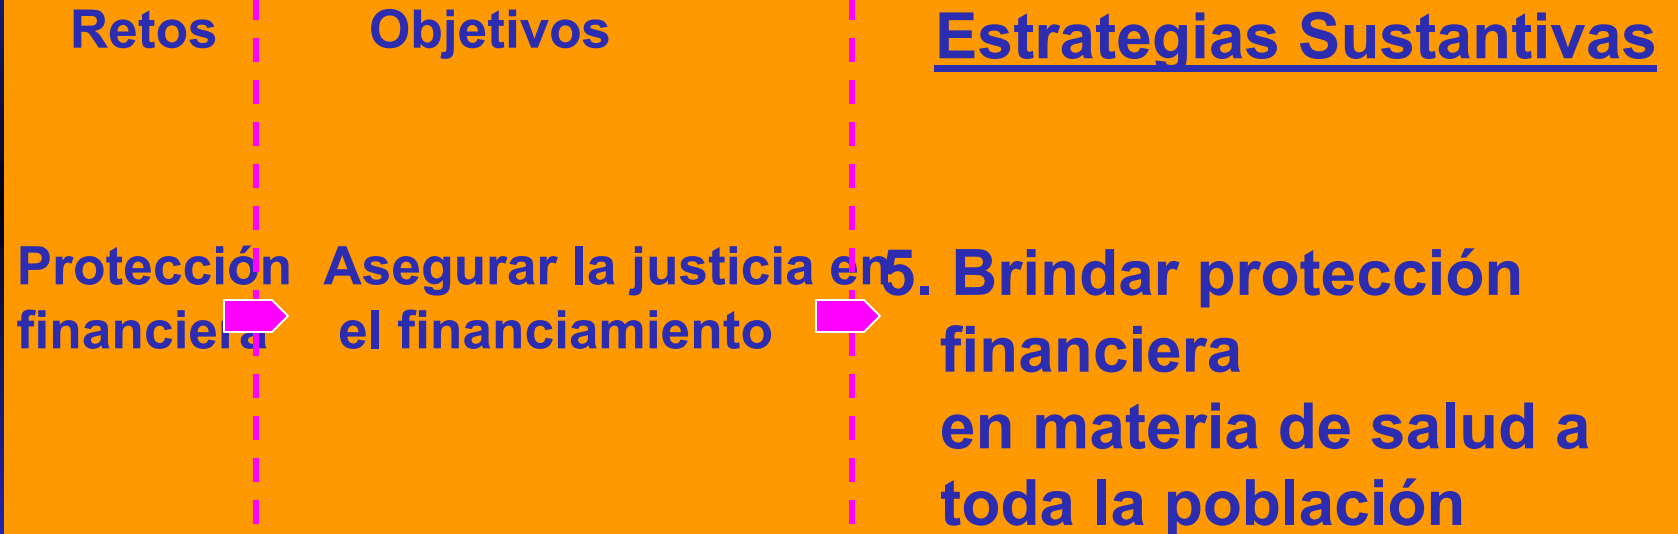 Retos
Objetivos
Estrategias Sustantivas
Protección
financiera
Asegurar la justicia en
el financiamiento
5. Brindar protección
financiera
en materia de salud a
toda la población